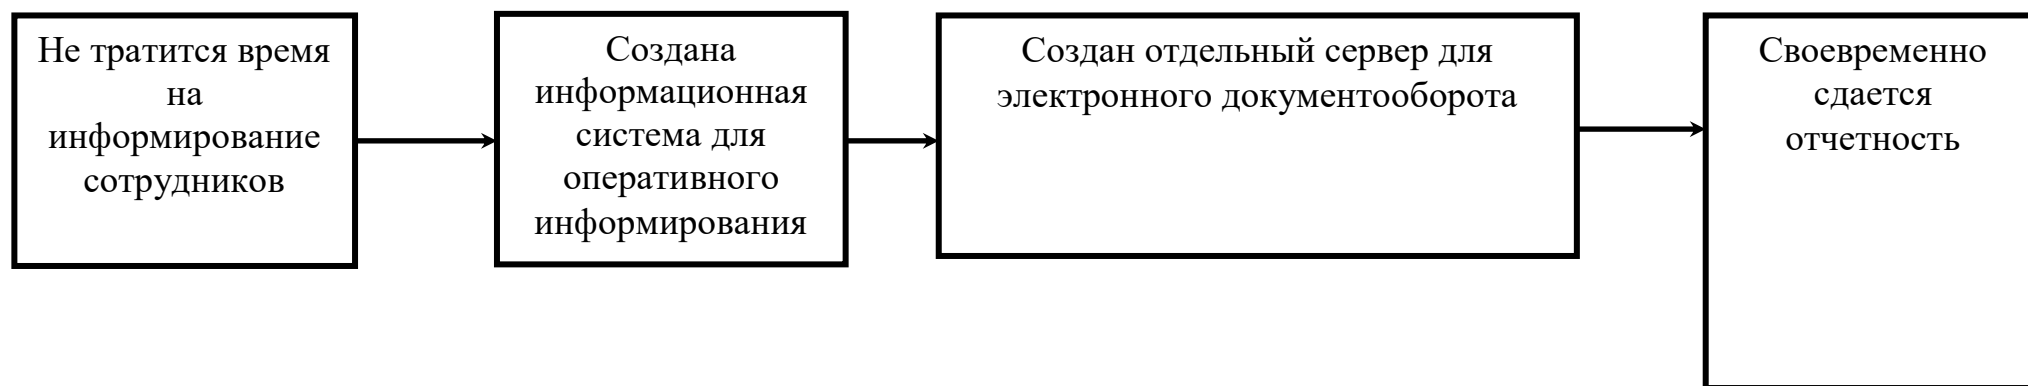 Не тратится время
на
информирование
сотрудников
Создана
информационная
система для
оперативного
информирования
Создан отдельный сервер для
электронного документооборота
Своевременно
сдается
отчетность